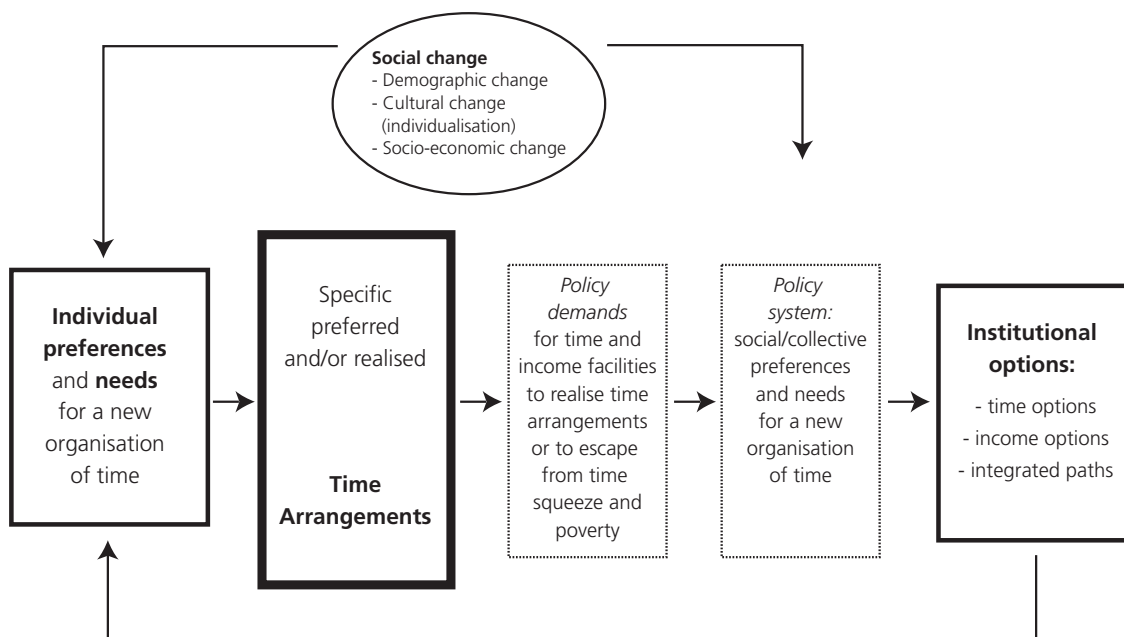 Social change
- Demographic change
- Cultural change
(individualisation)
- Socio-economic change
Individual
preferences
and needs
for a new
organisation
of time
Specific
preferred
and/or realised
Time
Arrangements
Policy
demands
for time and
income facilities
to realise time
arrangements
or to escape
from time
squeeze and
poverty
Policy
system:
social/collective
preferences
and needs
for a new
organisation
of time
Institutional
options:
- time options
- income options
- integrated paths